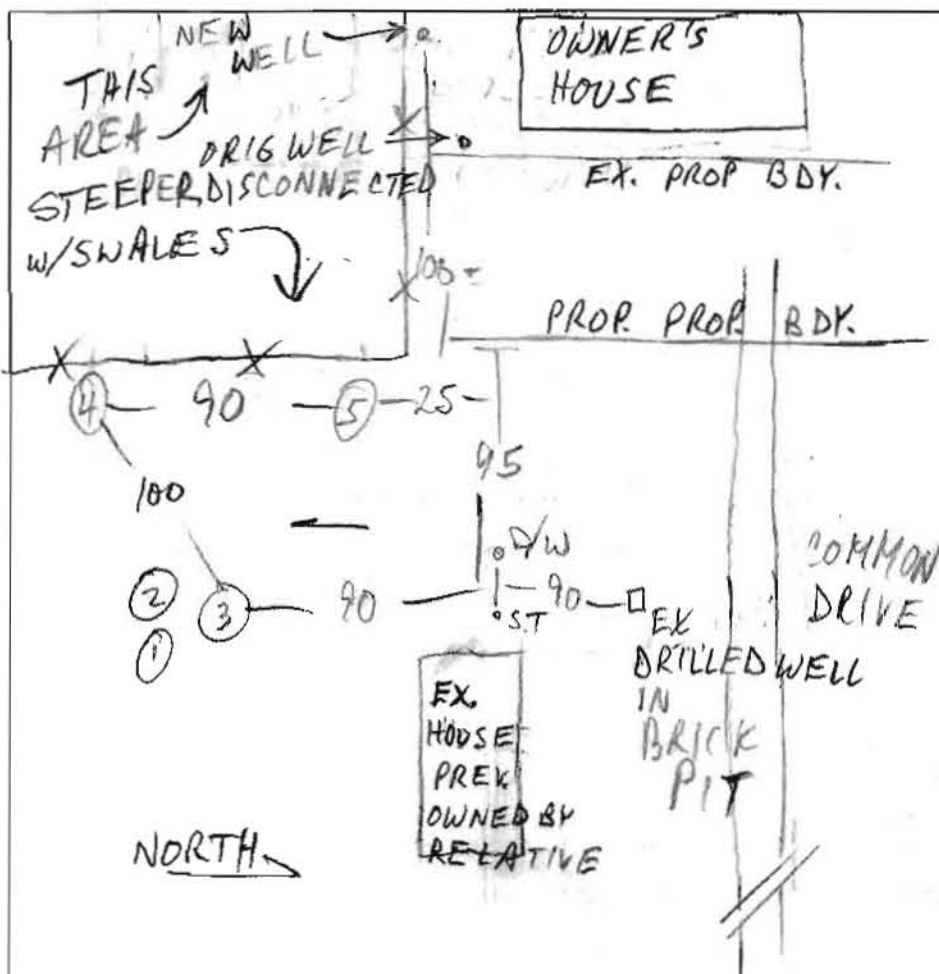 NEW
WELL
OWNER'S
HOUSE
THIS
AREA
ORIG WELL
STEEPER DISCONNECTED
W/SWALES
EX. PROP BDY.
100 ±
PROP. PROP. BDY.
4 90 5 25
95
100
D/W
2
3 90 90
S.T
1
EX
DRILLED WELL
IN
BRICK
PIT
COMMON
DRIVE
EX.
HOUSE
PREV.
OWNED BY
RELATIVE
NORTH